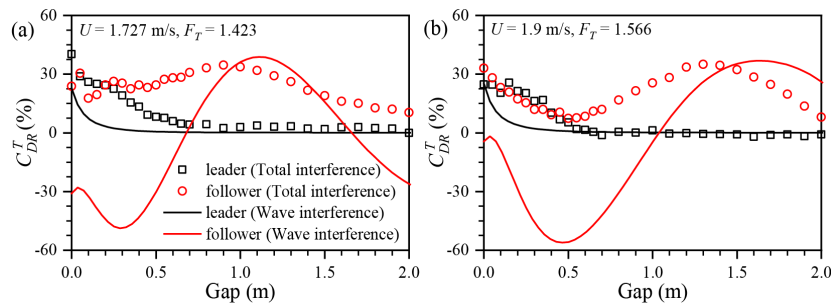 (a)
U = 1.727 m/s, F_T = 1.423
C_DR^T (%)
60
30
0
-30
-60
leader (Total interference)
follower (Total interference)
leader (Wave interference)
follower (Wave interference)
0.0 0.5 1.0 1.5 2.0
Gap (m)
(b)
U = 1.9 m/s, F_T = 1.566
C_DR^T (%)
60
30
0
-30
-60
0.0 0.5 1.0 1.5 2.0
Gap (m)